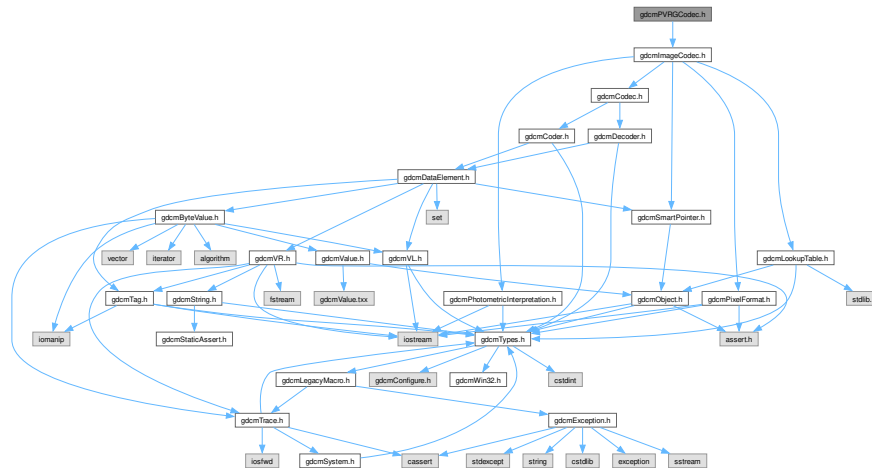 gdcmPVRGCodec.h
gdcmImageCodec.h
gdcmCodec.h
gdcmCoder.h
gdcmDecoder.h
gdcmDataElement.h
gdcmByteValue.h
set
gdcmSmartPointer.h
vector
iterator
algorithm
gdcmVR.h
gdcmValue.h
gdcmVL.h
gdcmLookupTable.h
gdcmTag.h
gdcmString.h
fstream
gdcmValue.txx
gdcmPhotometricInterpretation.h
gdcmObject.h
gdcmPixelFormat.h
stdlib.
iomanip
gdcmStaticAssert.h
iostream
gdcmTypes.h
assert.h
gdcmLegacyMacro.h
gdcmConfigure.h
gdcmWin32.h
cstdint
gdcmTrace.h
gdcmException.h
iosfwd
gdcmSystem.h
cassert
stdexcept
string
cstdlib
exception
sstream